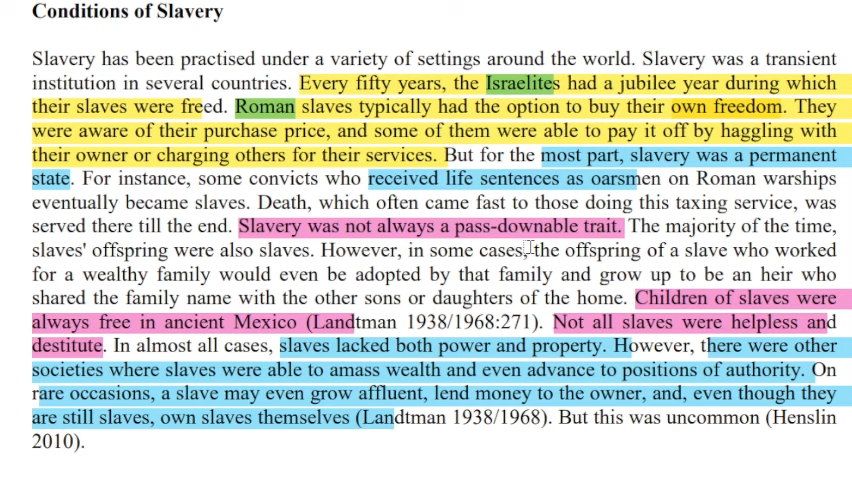 Conditions of Slavery
Slavery has been practised under a variety of settings around the world. Slavery was a transient
institution in several countries. Every fifty years, the Israelites had a jubilee year during which
their slaves were freed. Roman slaves typically had the option to buy their own freedom. They
were aware of their purchase price, and some of them were able to pay it off by haggling with
their owner or charging others for their services. But for the most part, slavery was a permanent
state. For instance, some convicts who received life sentences as oarsmen on Roman warships
eventually became slaves. Death, which often came fast to those doing this taxing service, was
served there till the end. Slavery was not always a pass-downable trait. The majority of the time,
slaves' offspring were also slaves. However, in some cases, the offspring of a slave who worked
for a wealthy family would even be adopted by that family and grow up to be an heir who
shared the family name with the other sons or daughters of the home. Children of slaves were
always free in ancient Mexico (Landtman 1938/1968:271). Not all slaves were helpless and
destitute. In almost all cases, slaves lacked both power and property. However, there were other
societies where slaves were able to amass wealth and even advance to positions of authority. On
rare occasions, a slave may even grow affluent, lend money to the owner, and, even though they
are still slaves, own slaves themselves (Landtman 1938/1968). But this was uncommon (Henslin
2010).